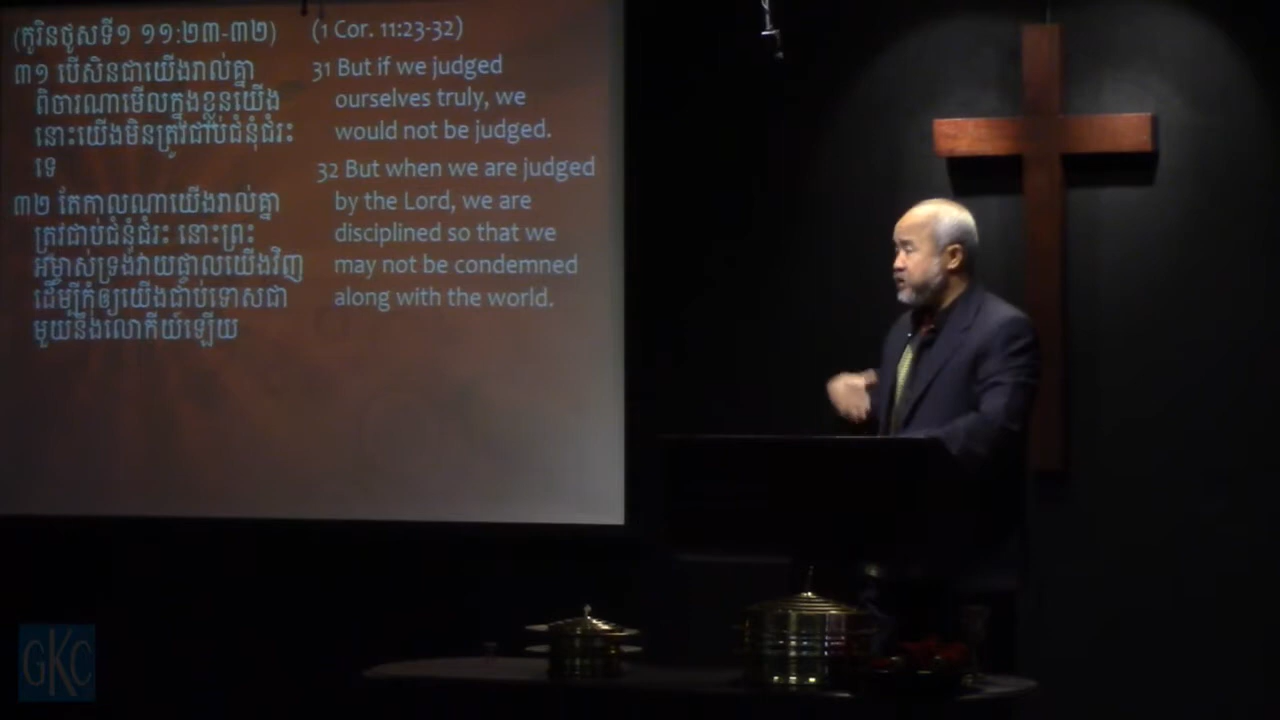 (កូរិនថូសទី១ ១១:២៣-៣២)
៣១ បើសិនជាយើងរាល់គ្នា
ពិចារណាមើលក្នុងខ្លួនយើង
នោះយើងមិនត្រូវជាប់ជំនុំជំរះ
ទេ
៣២ តែកាលណាយើងរាល់គ្នា
ត្រូវជាប់ជំនុំជំរះ នោះព្រះ
អម្ចាស់ទ្រង់វាយផ្ចាលយើងវិញ
ដើម្បីកុំឲ្យយើងជាប់ទោសជា
មួយនឹងលោកីយ៍ឡើយ
(1 Cor. 11:23-32)
31 But if we judged
ourselves truly, we
would not be judged.
32 But when we are judged
by the Lord, we are
disciplined so that we
may not be condemned
along with the world.
GKC